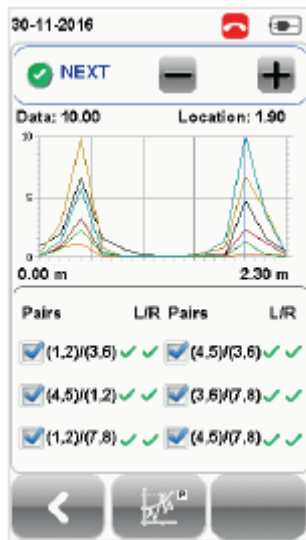 30-11-2016
NEXT
Data: 10.00 Location: 1.90
10
5
0
0.00 m 2.30 m
Pairs L/R Pairs L/R
(1,2)/(3,6) (4,5)/(3,6)
(4,5)/(1,2) (3,6)/(7,8)
(1,2)/(7,8) (4,5)/(7,8)
P